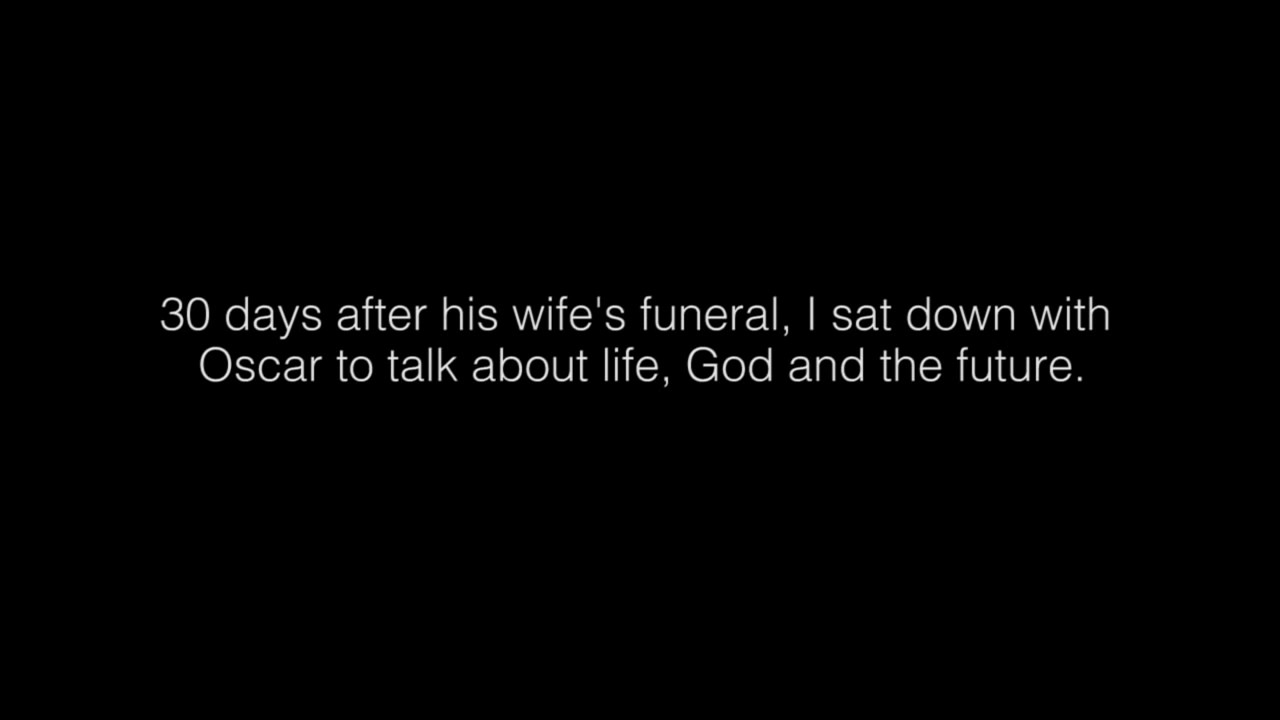 30 days after his wife's funeral, I sat down with
Oscar to talk about life, God and the future.